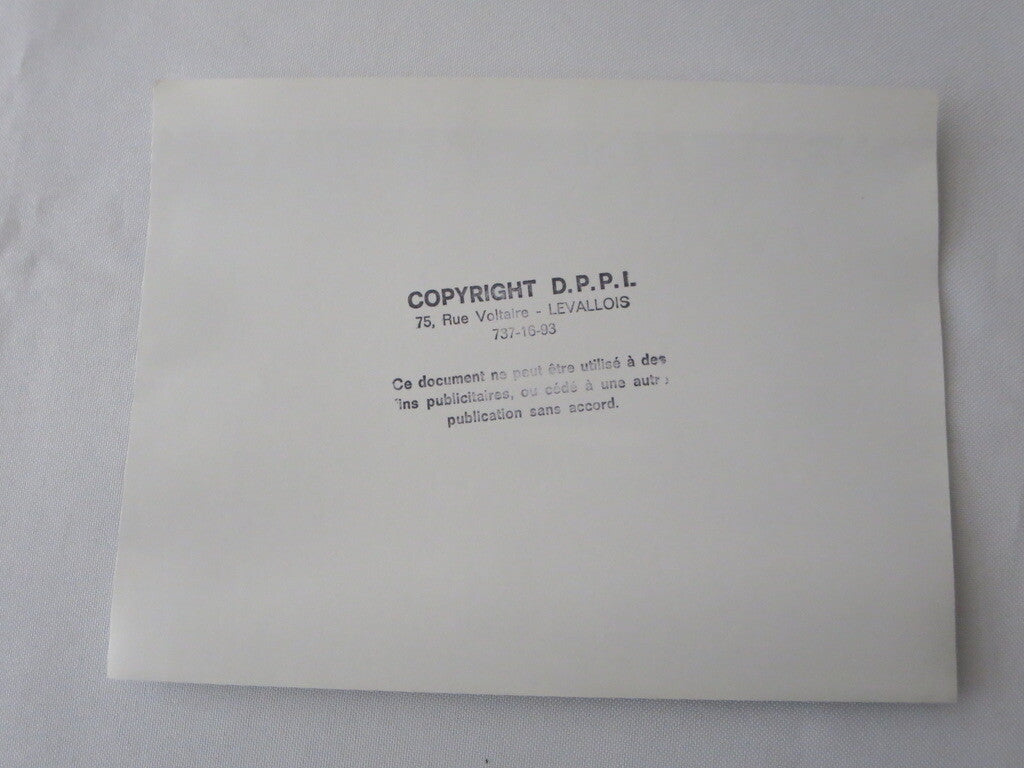 COPYRIGHT D.P.P.I.
75, Rue Voltaire - LEVALLOIS
737-16-93
Ce document ne peut être utilisé à des
ins publicitaires, ou cédé à une autr
publication sans accord.